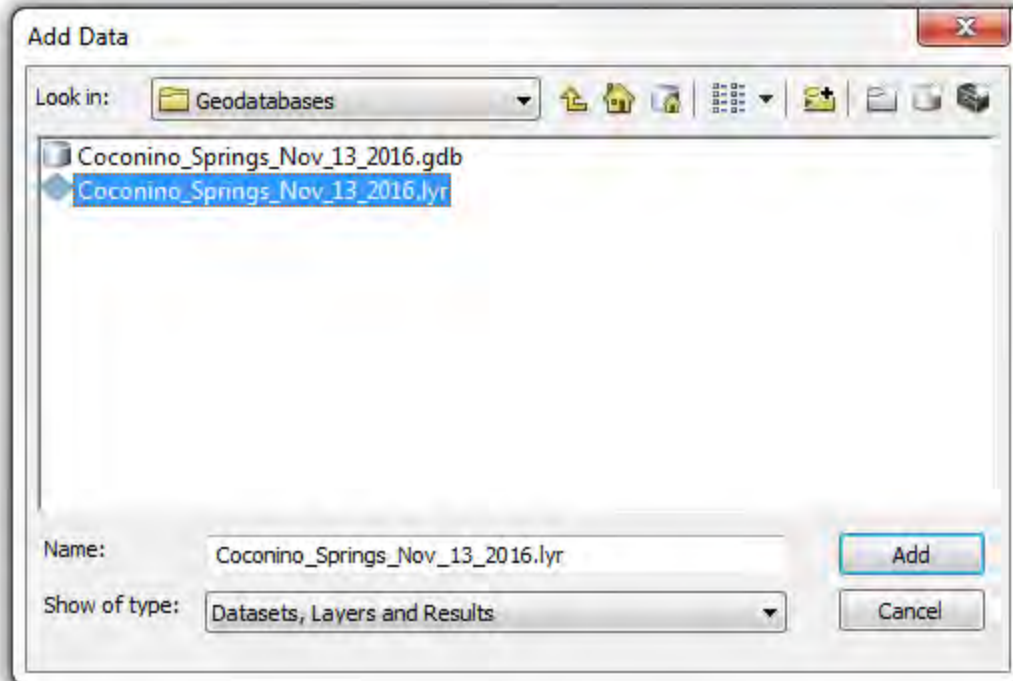 Add Data
Look in: Geodatabases
Coconino_Springs_Nov_13_2016.gdb
Coconino_Springs_Nov_13_2016.lyr
Name: Coconino_Springs_Nov_13_2016.lyr Add
Show of type: Datasets, Layers and Results Cancel